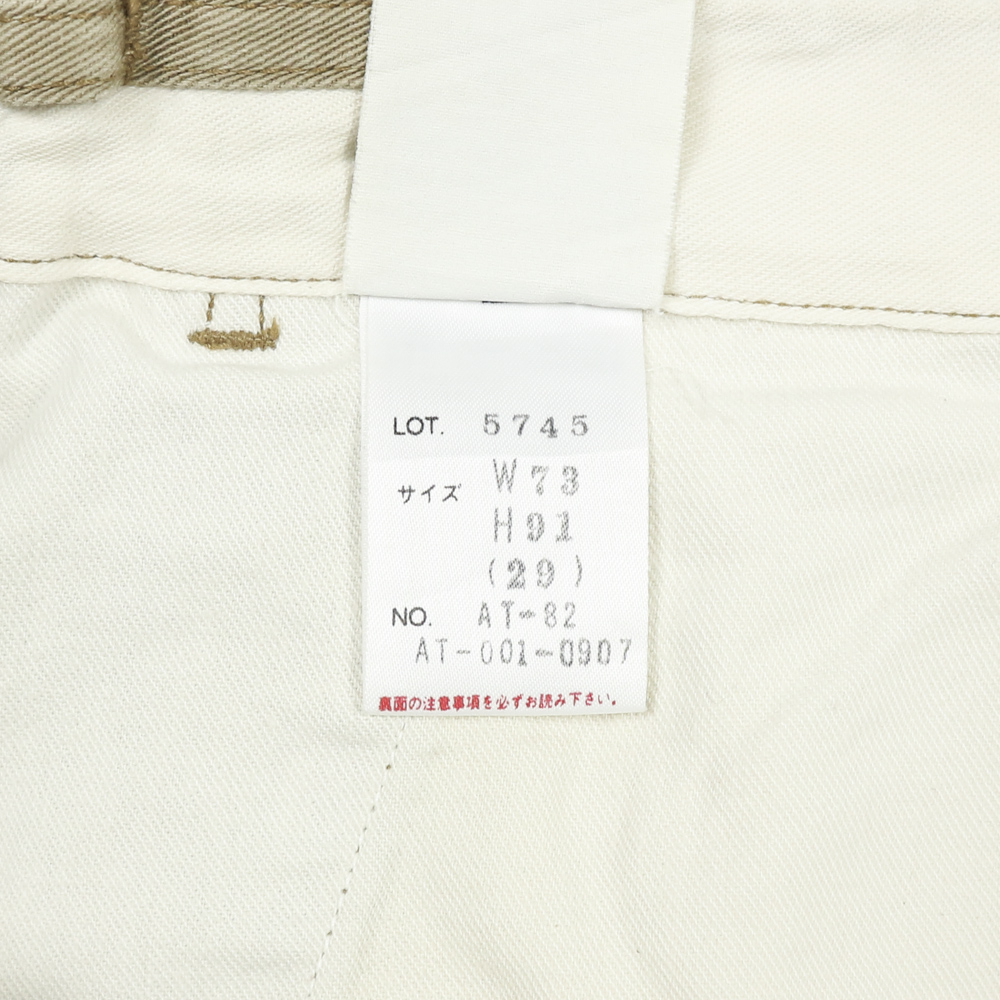 LOT. 5745
サイズ W73
H91
(29)
NO. AT-82
AT-001-0907
裏面の注意事項を必ずお読み下さい。